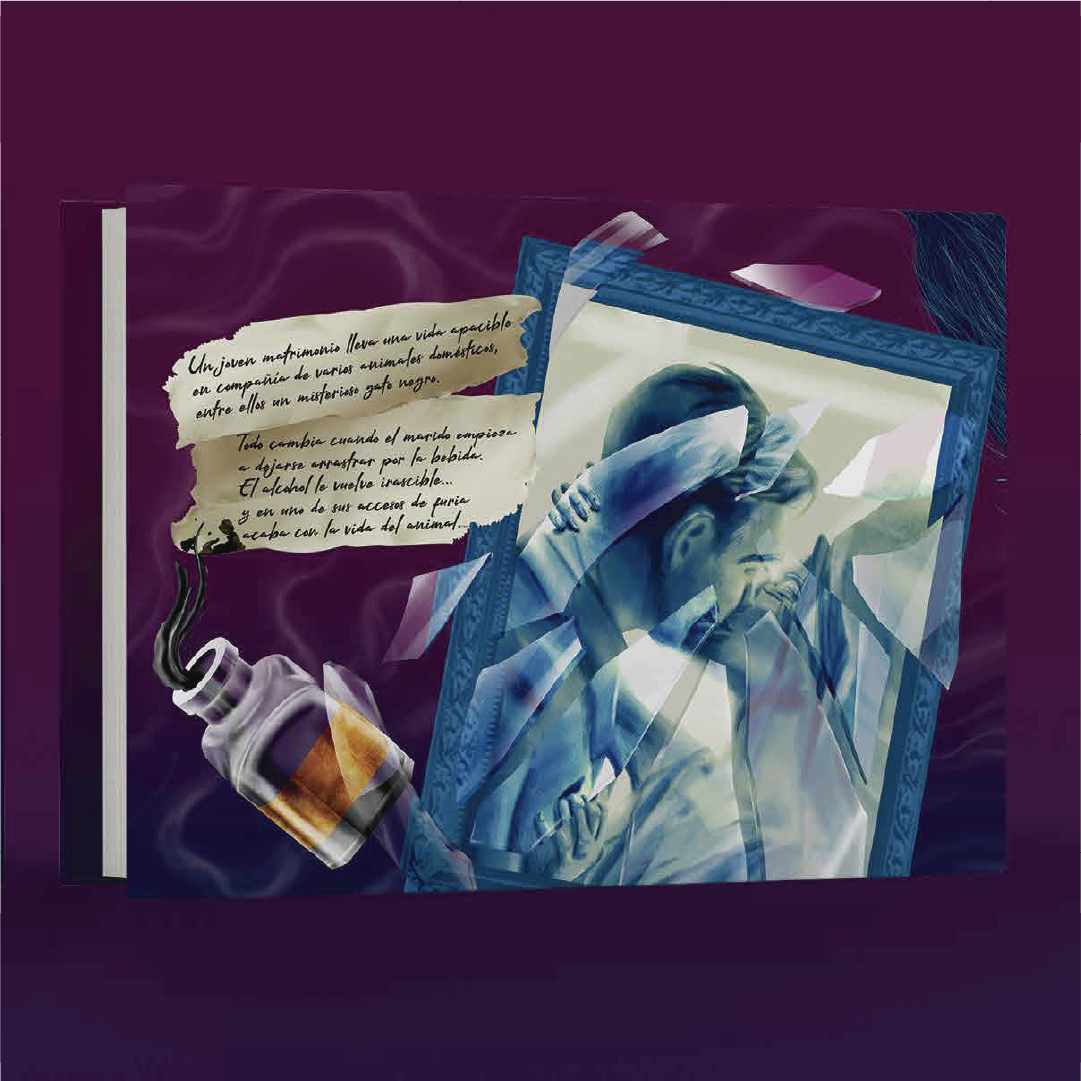 Un joven matrimonio lleva una vida apacible
en compañía de varios animales domésticos,
entre ellos un misterioso gato negro.
Todo cambia cuando el marido empieza
a dejarse arrastrar por la bebida.
El alcohol le vuelve irascible...
y en uno de sus accesos de furia
acaba con la vida del animal...